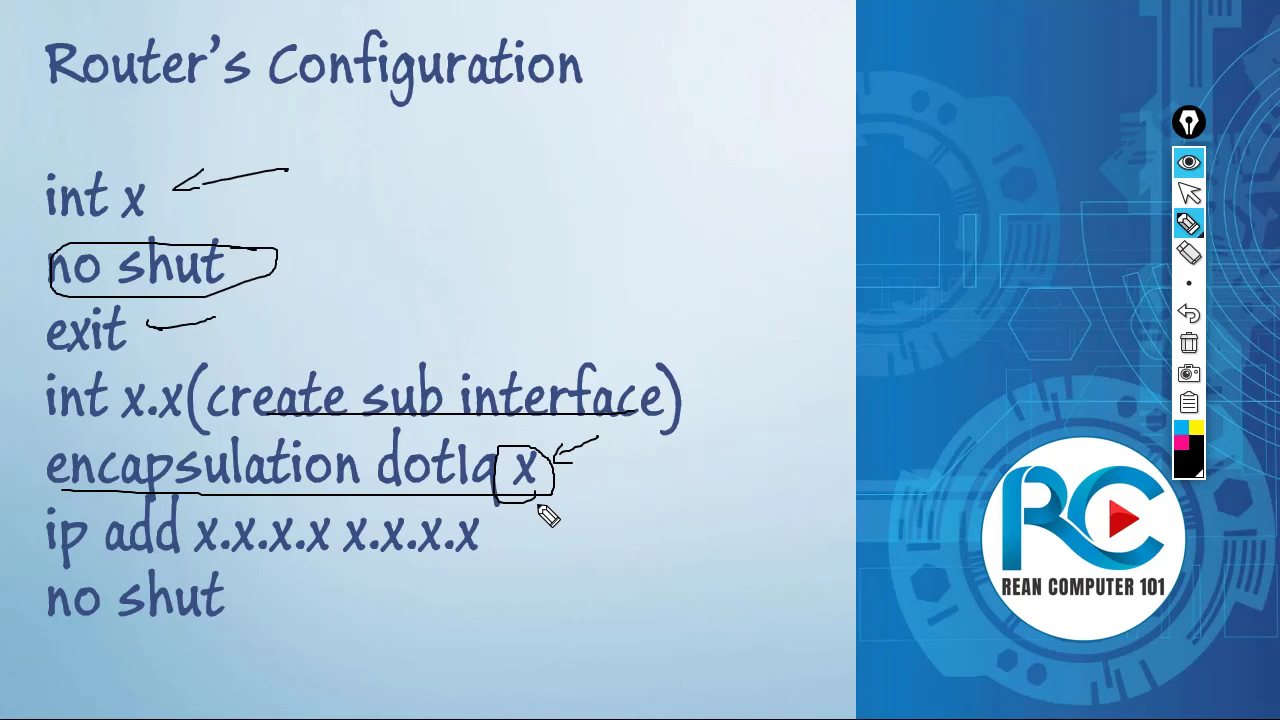 Router's Configuration
int x
no shut
exit
int x.x(create sub interface)
encapsulation dot1q x
ip add x.x.x.x x.x.x.x
no shut
RC
REAN COMPUTER 101